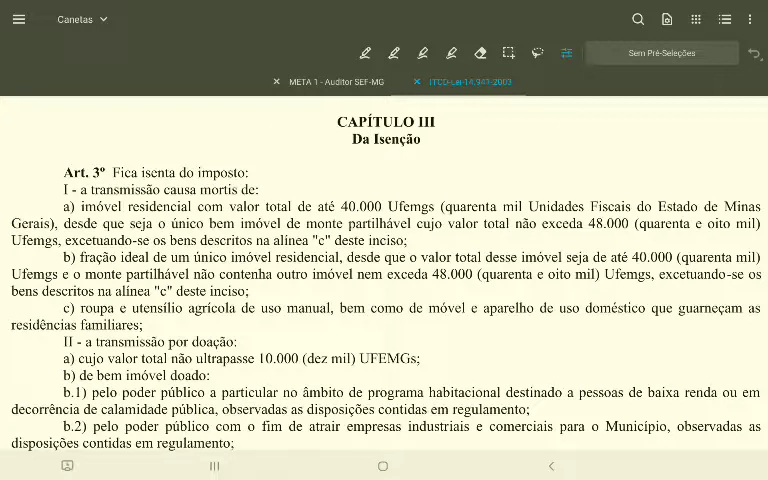 Canetas
Sem Pré-Seleções
META 1 - Auditor SEF-MG
ITCD-Lei-14.941-2003
CAPÍTULO III
Da Isenção
Art. 3º Fica isenta do imposto:
I - a transmissão causa mortis de:
a) imóvel residencial com valor total de até 40.000 Ufemgs (quarenta mil Unidades Fiscais do Estado de Minas
Gerais), desde que seja o único bem imóvel de monte partilhável cujo valor total não exceda 48.000 (quarenta e oito mil)
Ufemgs, excetuando-se os bens descritos na alínea "c" deste inciso;
b) fração ideal de um único imóvel residencial, desde que o valor total desse imóvel seja de até 40.000 (quarenta mil)
Ufemgs e o monte partilhável não contenha outro imóvel nem exceda 48.000 (quarenta e oito mil) Ufemgs, excetuando-se os
bens descritos na alínea "c" deste inciso;
c) roupa e utensílio agrícola de uso manual, bem como de móvel e aparelho de uso doméstico que guarneçam as
residências familiares;
II - a transmissão por doação:
a) cujo valor total não ultrapasse 10.000 (dez mil) UFEMGs;
b) de bem imóvel doado:
b.1) pelo poder público a particular no âmbito de programa habitacional destinado a pessoas de baixa renda ou em
decorrência de calamidade pública, observadas as disposições contidas em regulamento;
b.2) pelo poder público com o fim de atrair empresas industriais e comerciais para o Município, observadas as
disposições contidas em regulamento;